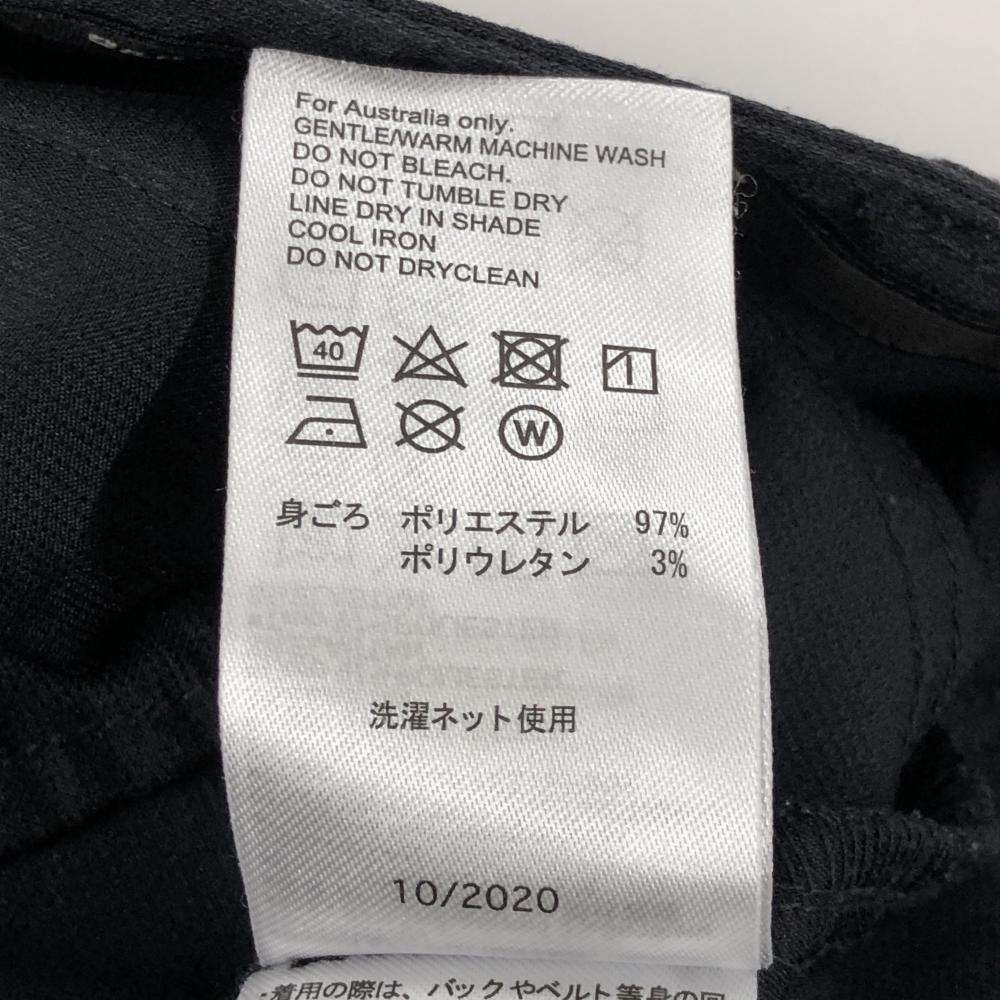 For Australia only.
GENTLE/WARM MACHINE WASH
DO NOT BLEACH.
DO NOT TUMBLE DRY
LINE DRY IN SHADE
COOL IRON
DO NOT DRYCLEAN
40
W
身ごろ ポリエステル 97%
ポリウレタン 3%
洗濯ネット使用
10/2020
・着用の際は、バックやベルト等身の回